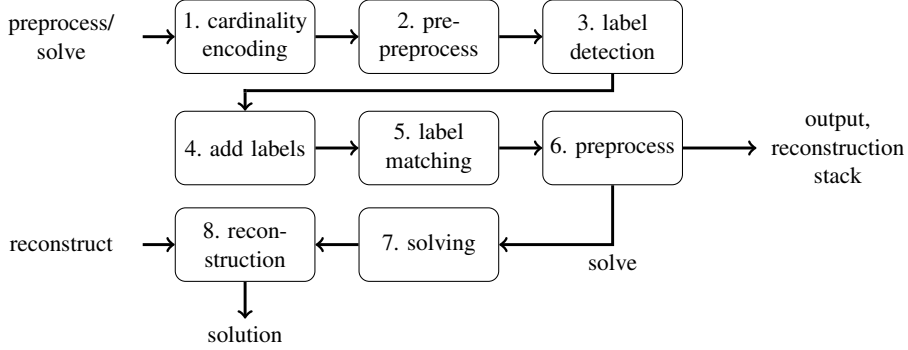 preprocess/
solve
1. cardinality
encoding
2. pre-
preprocess
3. label
detection
4. add labels
5. label
matching
6. preprocess
output,
reconstruction
stack
reconstruct
8. recon-
struction
7. solving
solve
solution